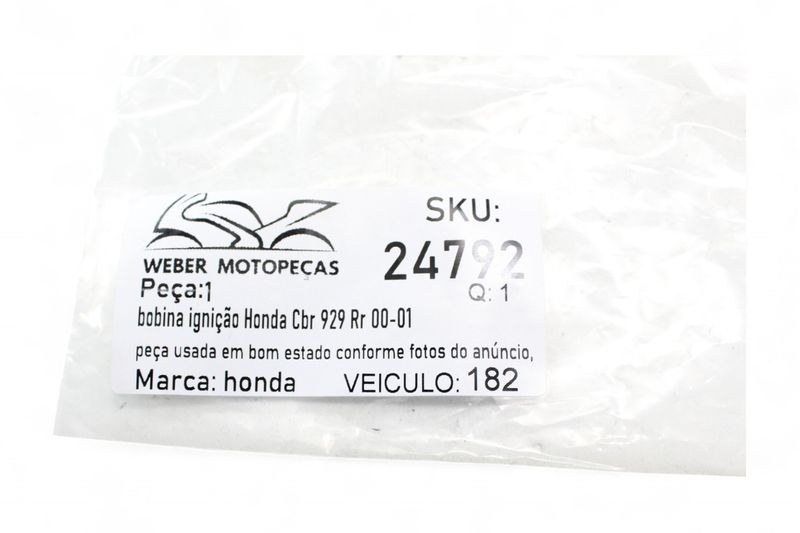 WEBER MOTOPEÇAS
SKU:
24792
Peça:1
Q: 1
bobina ignição Honda Cbr 929 Rr 00-01
peça usada em bom estado conforme fotos do anúncio,
Marca: honda VEICULO: 182